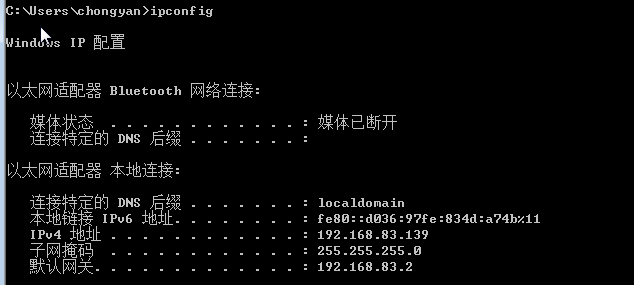 C:\Users\chongyan>ipconfig
Windows IP 配置
以太网适配器 Bluetooth 网络连接:
媒体状态 . . . . . . . . . . . . : 媒体已断开
连接特定的 DNS 后缀 . . . . . . . :
以太网适配器 本地连接:
连接特定的 DNS 后缀 . . . . . . . : localdomain
本地链接 IPv6 地址. . . . . . . . : fe80::d036:97fe:834d:a74b%11
IPv4 地址 . . . . . . . . . . . . : 192.168.83.139
子网掩码 . . . . . . . . . . . . : 255.255.255.0
默认网关. . . . . . . . . . . . . : 192.168.83.2